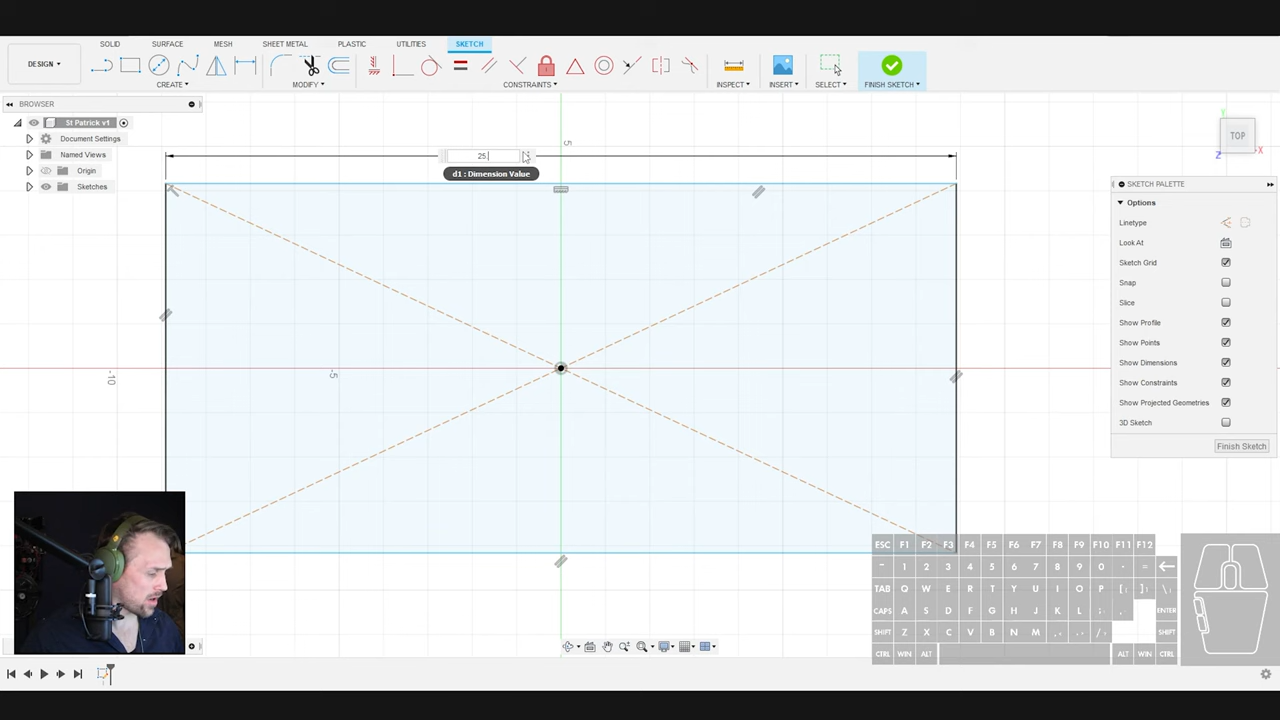 SOLID SURFACE MESH SHEET METAL PLASTIC UTILITIES SKETCH
DESIGN ▾
CREATE ▾ MODIFY ▾ CONSTRAINTS ▾ INSPECT ▾ INSERT ▾ SELECT ▾ FINISH SKETCH ▾
BROWSER
St Patrick v1
Document Settings
Named Views
Origin
Sketches
5
25
d1 : Dimension Value
-10
-5
TOP
Y
X
Z
SKETCH PALETTE
Options
Linetype
Look At
Sketch Grid
Snap
Slice
Show Profile
Show Points
Show Dimensions
Show Constraints
Show Projected Geometries
3D Sketch
Finish Sketch
ESC F1 F2 F3 F4 F5 F6 F7 F8 F9 F10 F11 F12
~ 1 2 3 4 5 6 7 8 9 0 - =
TAB Q W E R T Y U I O P [ ] \
CAPS A S D F G H J K L ; ENTER
SHIFT Z X C V B N M , . / SHIFT
CTRL WIN ALT ALT WIN CTRL